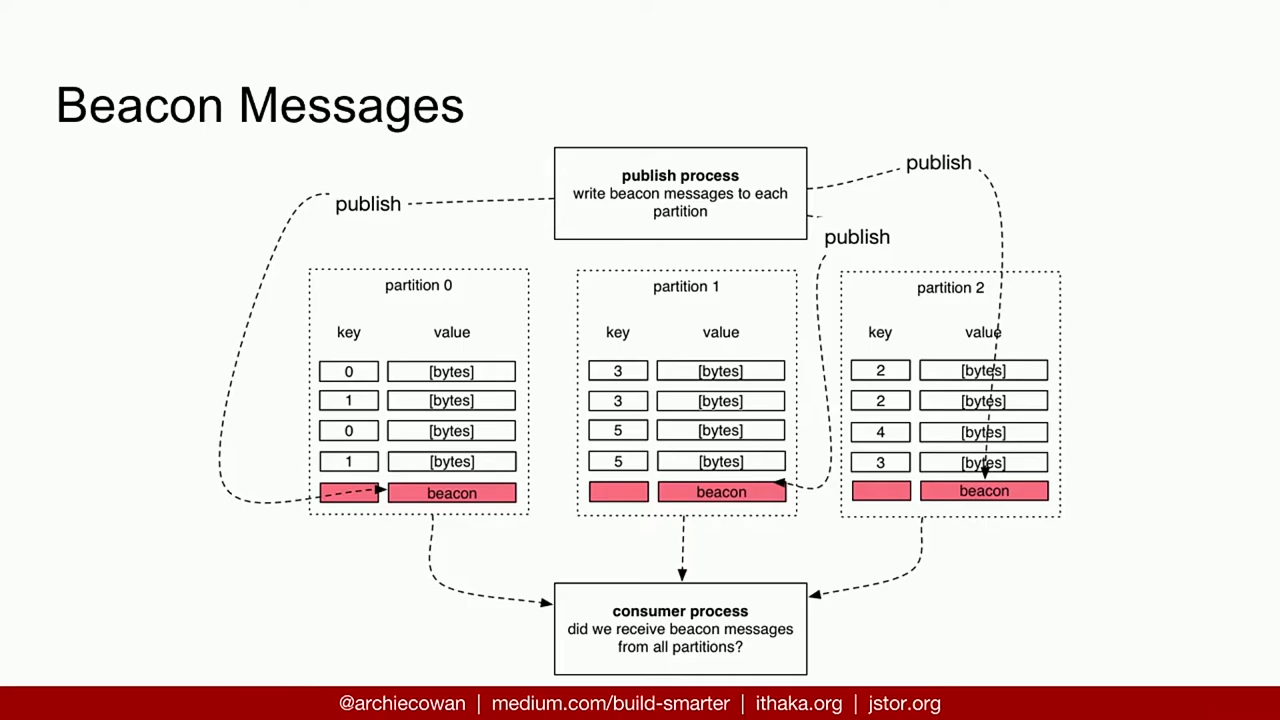 Beacon Messages
publish process
write beacon messages to each
partition
publish
publish
publish
partition 0
key value
0 [bytes]
1 [bytes]
0 [bytes]
1 [bytes]
beacon
partition 1
key value
3 [bytes]
3 [bytes]
5 [bytes]
5 [bytes]
beacon
partition 2
key value
2 [bytes]
2 [bytes]
4 [bytes]
3 [bytes]
beacon
consumer process
did we receive beacon messages
from all partitions?
@archiecowan | medium.com/build-smarter | ithaka.org | jstor.org